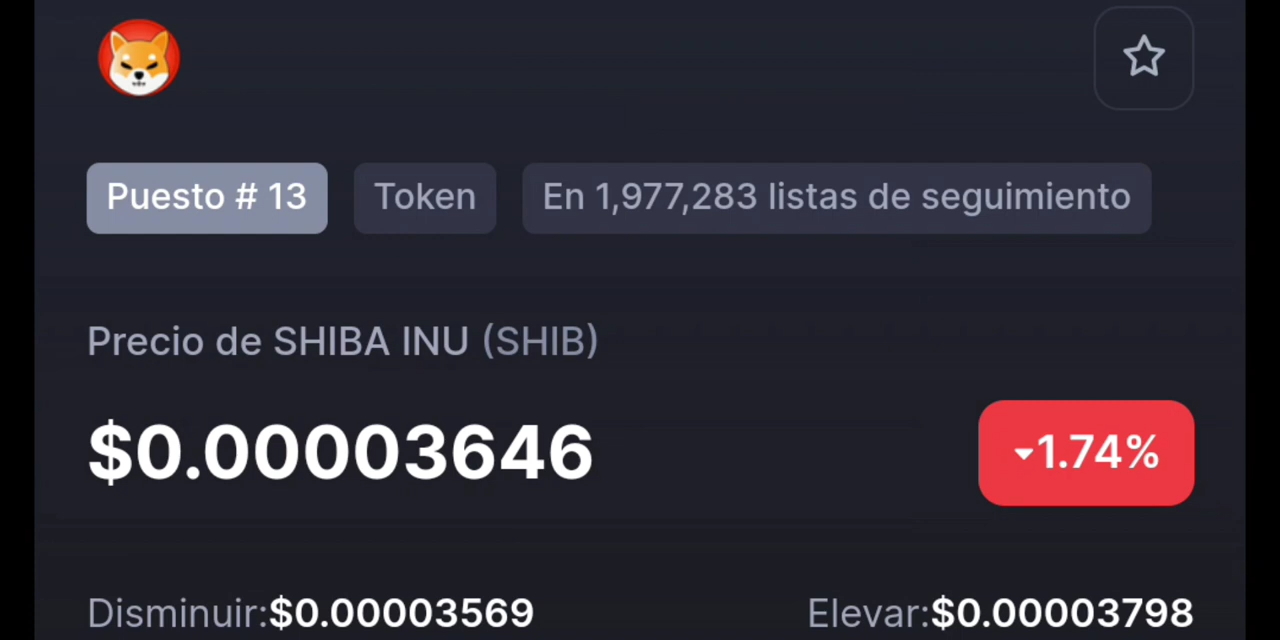 Puesto # 13 Token En 1,977,283 listas de seguimiento
Precio de SHIBA INU (SHIB)
$0.00003646 1.74%
Disminuir:$0.00003569 Elevar:$0.00003798